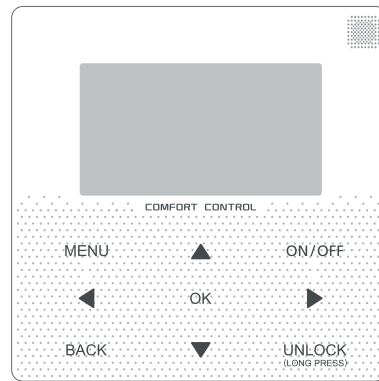 COMFORT CONTROL
MENU
ON/OFF
OK
BACK
UNLOCK
(LONG PRESS)